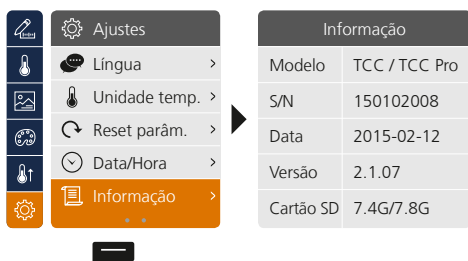 Ajustes
Língua
Unidade temp.
Reset parâm.
Data/Hora
Informação
Informação
Modelo TCC / TCC Pro
S/N 150102008
Data 2015-02-12
Versão 2.1.07
Cartão SD 7.4G/7.8G